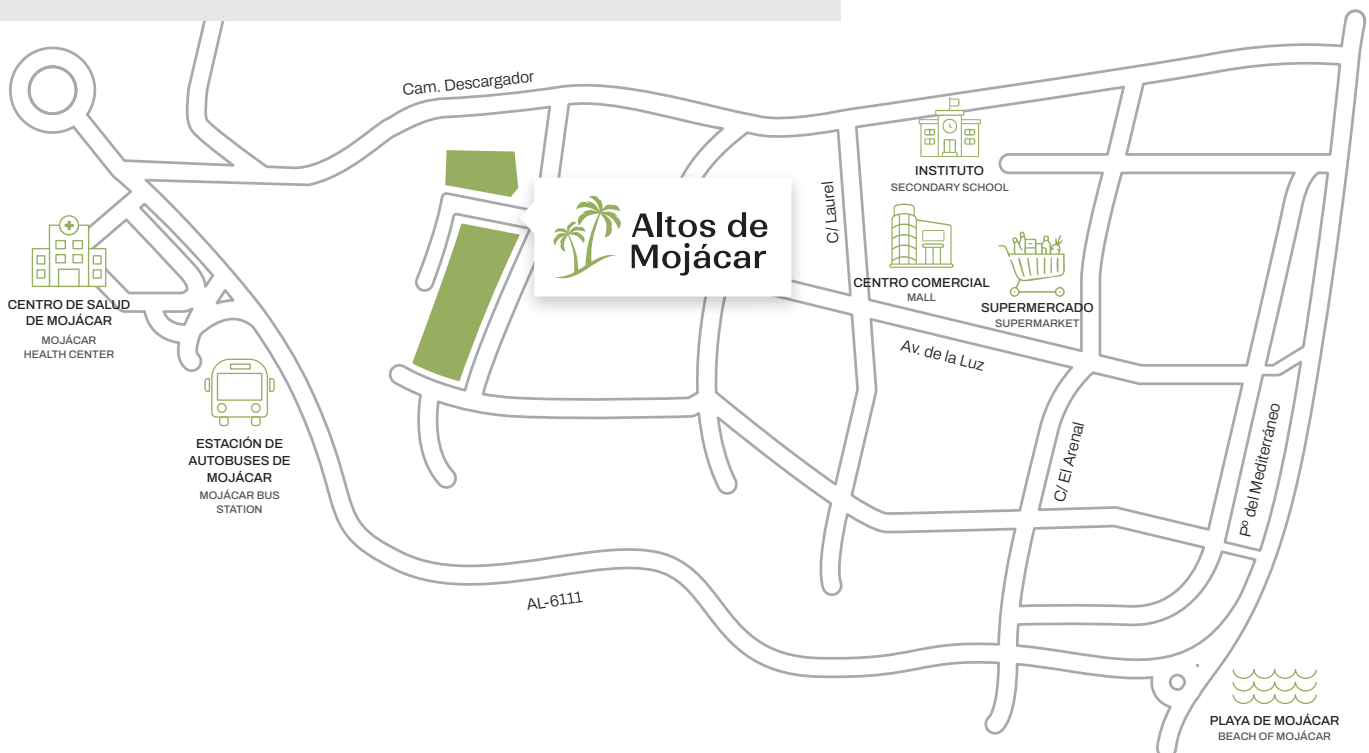 Cam. Descargador
INSTITUTO
SECONDARY SCHOOL
C/ Laurel
Altos de
Mojácar
CENTRO COMERCIAL
MALL
SUPERMERCADO
SUPERMARKET
CENTRO DE SALUD
DE MOJÁCAR
MOJÁCAR
HEALTH CENTER
Av. de la Luz
ESTACIÓN DE
AUTOBUSES DE
MOJÁCAR
MOJÁCAR BUS
STATION
C/ El Arenal
Pº del Mediterráneo
AL-6111
PLAYA DE MOJÁCAR
BEACH OF MOJÁCAR